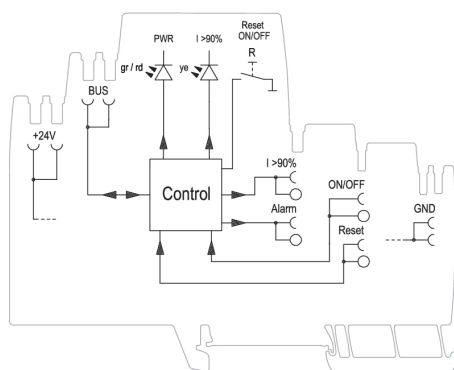 PWR
I >90%
Reset
ON/OFF
R
gr / rd
ye
BUS
+24V
Control
I >90%
Alarm
ON/OFF
Reset
GND